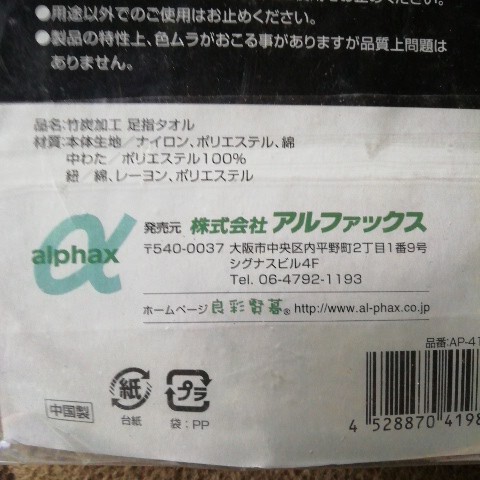 ●用途以外でのご使用はお止めください。
●製品の特性上、色ムラがおこる事がありますが品質上問題は
ありません。
品名:竹炭加工 足指タオル
材質:本体生地/ナイロン、ポリエステル、綿
中わた/ポリエステル100%
紐/綿、レーヨン、ポリエステル
α
alphax
発売元 株式会社 アルファックス
〒540-0037 大阪市中央区内平野町2丁目1番9号
シグナスビル4F
Tel. 06-4792-1193
ホームページ 良彩賢暮® http://www.al-phax.co.jp
品番:AP-41
中国製
紙
台紙
プラ
袋:PP
4 528870 4198